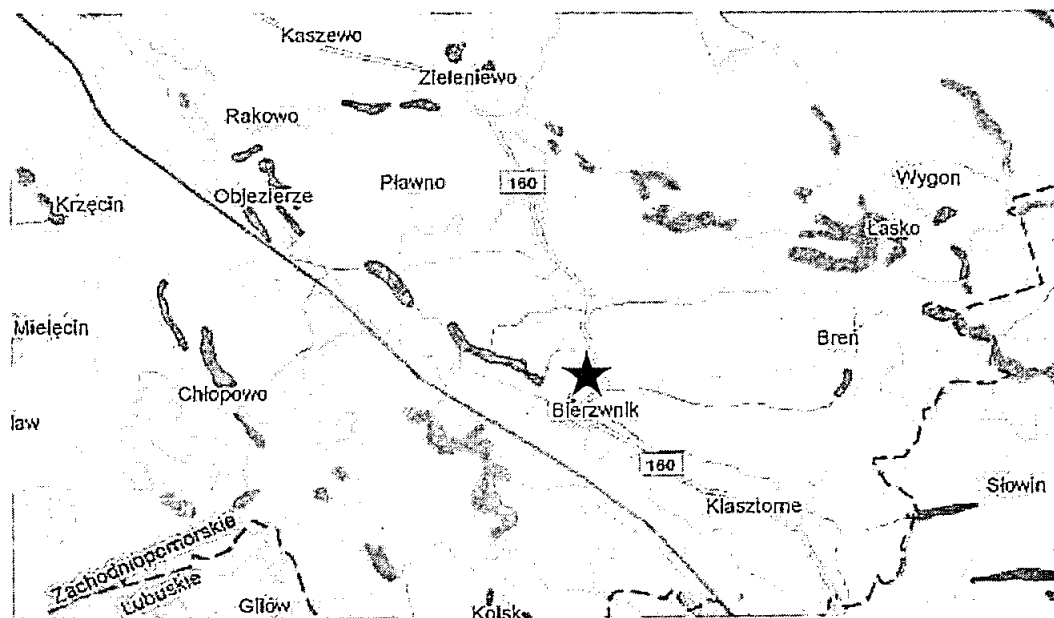 Kaszewo
Zieleniewo
Rakowo
Pławno
160
Wygon
Objezierze
Krzęcin
Łasko
Mielęcin
Breń
Chłopowo
Bierzwnik
law
160
Słowin
Klasztorne
Zachodniopomorskie
Lubuskie
Kolsk